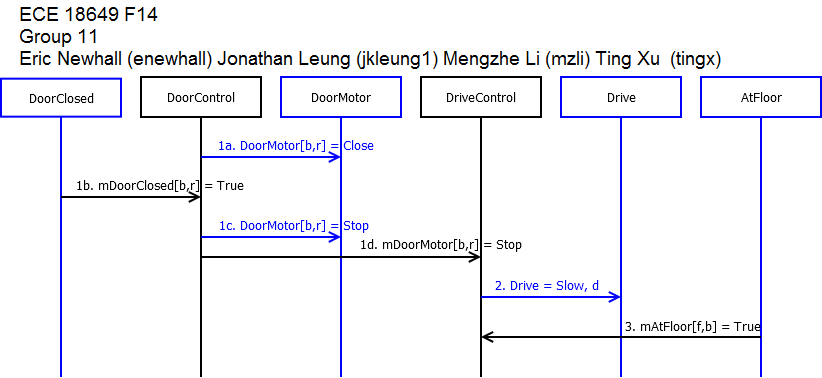 ECE 18649 F14
Group 11
Eric Newhall (enewhall) Jonathan Leung (jkleung1) Mengzhe Li (mzli) Ting Xu  (tingx)
DoorClosed DoorControl DoorMotor DriveControl Drive AtFloor
1a. DoorMotor[b,r] = Close
1b. mDoorClosed[b,r] = True
1c. DoorMotor[b,r] = Stop
1d. mDoorMotor[b,r] = Stop
2. Drive = Slow, d
3. mAtFloor[f,b] = True